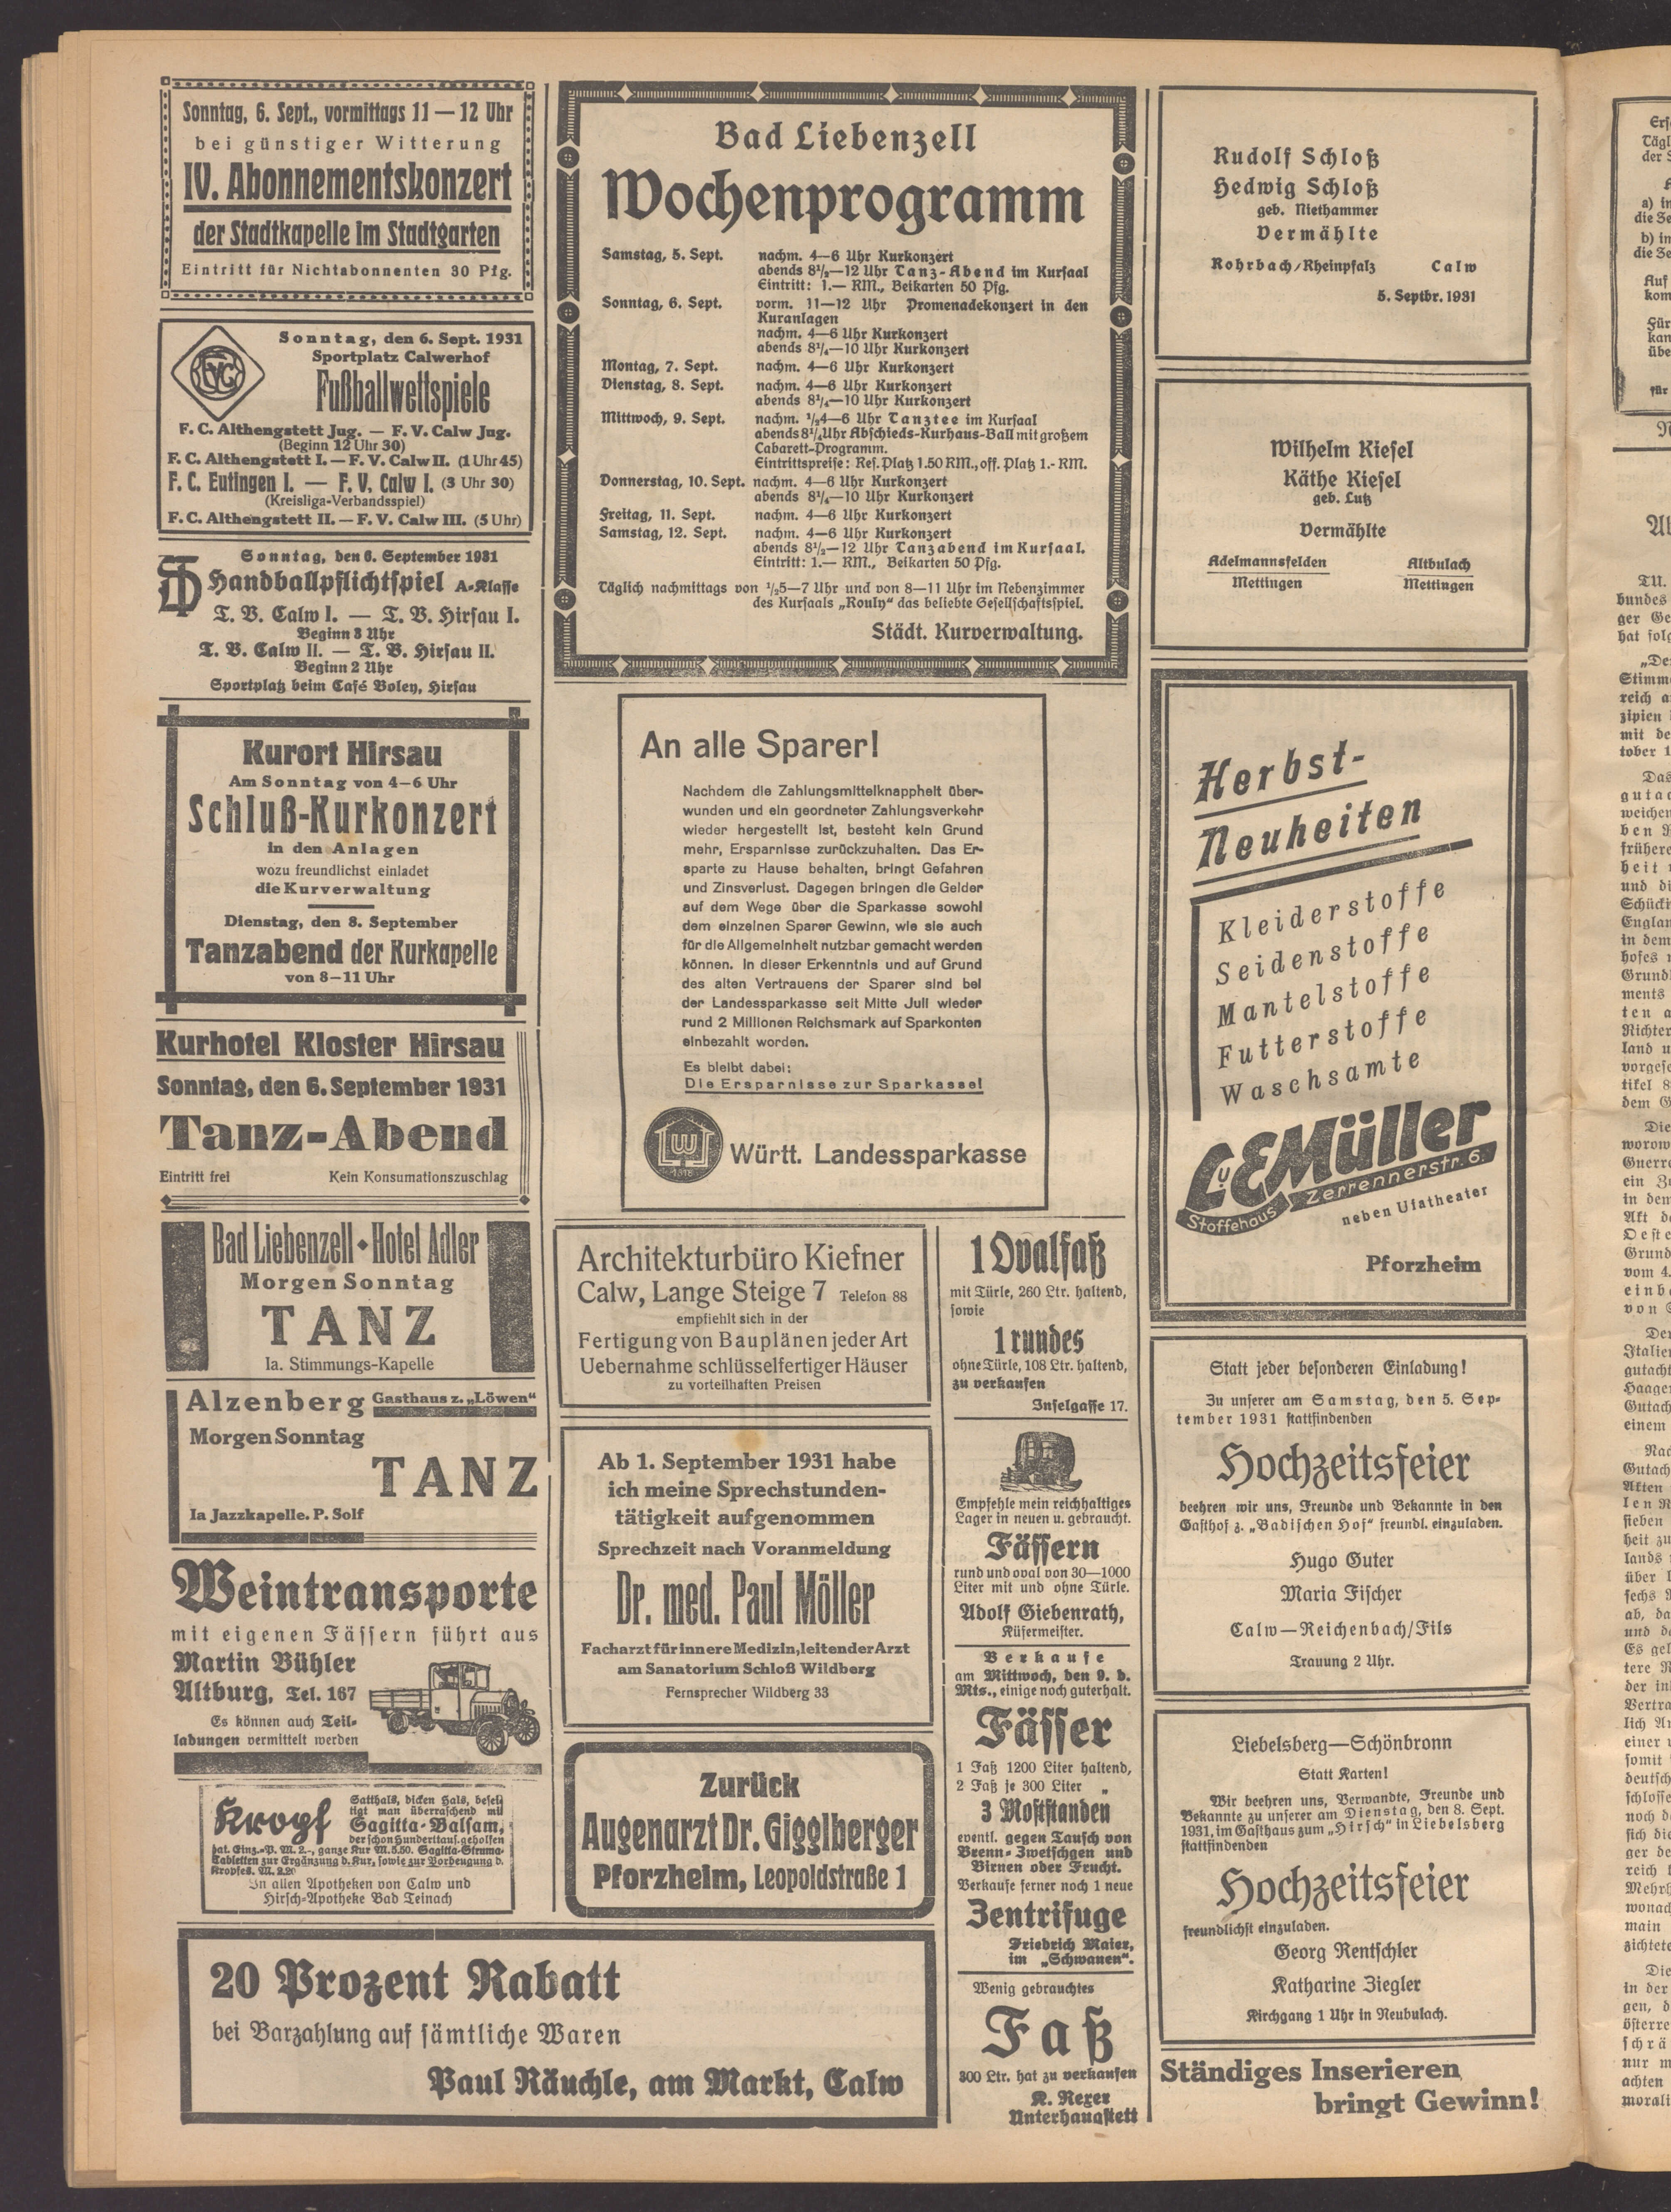 Sonntag, 6. Sept., vormittags 11 — 12 Uhr
bei günstiger Witterung
IV. Abonnementskonzert
der Stadtkapelle im Stadtgarten
Eintritt für Nichtabonnenten 30 Pfg.
Sonntag, den 6. Sept. 1931
Sportplatz Calwerhof
Fußballwettspiele
F. C. Althengstett Jug. — F. V. Calw Jug.
(Beginn 12 Uhr 30)
F. C. Althengstett I. — F. V. Calw II. (1 Uhr 45)
F. C. Eutingen I. — F. V. Calw I. (3 Uhr 30)
(Kreisliga-Verbandsspiel)
F. C. Althengstett II. — F. V. Calw III. (5 Uhr)
Sonntag, den 6. September 1931
Handballpflichtspiel A-Klasse
T. V. Calw I. — T. V. Hirsau I.
Beginn 3 Uhr
T. V. Calw II. — T. V. Hirsau II.
Beginn 2 Uhr
Sportplatz beim Café Boley, Hirsau
Kurort Hirsau
Am Sonntag von 4—6 Uhr
Schluß-Kurkonzert
in den Anlagen
wozu freundlichst einladet
die Kurverwaltung
Dienstag, den 8. September
Tanzabend der Kurkapelle
von 8—11 Uhr
Kurhotel Kloster Hirsau
Sonntag, den 6. September 1931
Tanz-Abend
Eintritt frei Kein Konsumationszuschlag
Bad Liebenzell • Hotel Adler
Morgen Sonntag
TANZ
Ia. Stimmungs-Kapelle
Alzenberg Gasthaus z. „Löwen“
Morgen Sonntag
TANZ
Ia Jazzkapelle. P. Solf
Weintransporte
mit eigenen Fässern führt aus
Martin Bühler
Altburg, Tel. 167
Es können auch Teil-
ladungen vermittelt werden
Kropf
Satthals, dicken Hals, besei-
tigt man überraschend mit
Sagitta-Balsam,
der schon Hunderttaus. geholfen
hat. Einz.-P. M. 2.-, ganze Kur M. 5.50. Sagitta-Struma-
Tabletten zur Ergänzung d. Kur, sowie zur Vorbeugung d.
Kropfes. M. 2.20
In allen Apotheken von Calw und
Hirsch-Apotheke Bad Teinach
20 Prozent Rabatt
bei Barzahlung auf sämtliche Waren
Paul Räuchle, am Markt, Calw
Bad Liebenzell
Wochenprogramm
Samstag, 5. Sept. nachm. 4—6 Uhr Kurkonzert
abends 8½—12 Uhr Tanz-Abend im Kursaal
Eintritt: 1.— RM., Beikarten 50 Pfg.
Sonntag, 6. Sept. vorm. 11—12 Uhr Promenadekonzert in den
Kuranlagen
nachm. 4—6 Uhr Kurkonzert
abends 8¼—10 Uhr Kurkonzert
Montag, 7. Sept. nachm. 4—6 Uhr Kurkonzert
Dienstag, 8. Sept. nachm. 4—6 Uhr Kurkonzert
abends 8¼—10 Uhr Kurkonzert
Mittwoch, 9. Sept. nachm. ½4—6 Uhr Tanztee im Kursaal
abends 8¼ Uhr Abschieds-Kurhaus-Ball mit großem
Cabarett-Programm.
Eintrittspreise: Res. Platz 1.50 RM., off. Platz 1.- RM.
Donnerstag, 10. Sept. nachm. 4—6 Uhr Kurkonzert
abends 8¼—10 Uhr Kurkonzert
Freitag, 11. Sept. nachm. 4—6 Uhr Kurkonzert
Samstag, 12. Sept. nachm. 4—6 Uhr Kurkonzert
abends 8½—12 Uhr Tanzabend im Kursaal.
Eintritt: 1.— RM., Beikarten 50 Pfg.
Täglich nachmittags von ½5—7 Uhr und von 8—11 Uhr im Nebenzimmer
des Kursaals „Rouly“ das beliebte Gesellschaftsspiel.
Städt. Kurverwaltung.
An alle Sparer!
Nachdem die Zahlungsmittelknappheit über-
wunden und ein geordneter Zahlungsverkehr
wieder hergestellt ist, besteht kein Grund
mehr, Ersparnisse zurückzuhalten. Das Er-
sparte zu Hause behalten, bringt Gefahren
und Zinsverlust. Dagegen bringen die Gelder
auf dem Wege über die Sparkasse sowohl
dem einzelnen Sparer Gewinn, wie sie auch
für die Allgemeinheit nutzbar gemacht werden
können. In dieser Erkenntnis und auf Grund
des alten Vertrauens der Sparer sind bei
der Landessparkasse seit Mitte Juli wieder
rund 2 Millionen Reichsmark auf Sparkonten
einbezahlt worden.
Es bleibt dabei:
Die Ersparnisse zur Sparkasse!
W
1818
Württ. Landessparkasse
Architekturbüro Kiefner
Calw, Lange Steige 7 Telefon 88
empfiehlt sich in der
Fertigung von Bauplänen jeder Art
Uebernahme schlüsselfertiger Häuser
zu vorteilhaften Preisen
Ab 1. September 1931 habe
ich meine Sprechstunden-
tätigkeit aufgenommen
Sprechzeit nach Voranmeldung
Dr. med. Paul Möller
Facharzt für innere Medizin, leitender Arzt
am Sanatorium Schloß Wildberg
Fernsprecher Wildberg 33
Zurück
Augenarzt Dr. Gigglberger
Pforzheim, Leopoldstraße 1
1 Ovalfaß
mit Türle, 260 Ltr. haltend,
sowie
1 rundes
ohne Türle, 108 Ltr. haltend,
zu verkaufen
Inselgasse 17.
Empfehle mein reichhaltiges
Lager in neuen u. gebraucht.
Fässern
rund und oval von 30—1000
Liter mit und ohne Türle.
Adolf Giebenrath,
Küfermeister.
Verkaufe
am Mittwoch, den 9. d.
Mts., einige noch guterhalt.
Fässer
1 Faß 1200 Liter haltend,
2 Faß je 300 Liter „
3 Moststanden
eventl. gegen Tausch von
Brenn-Zwetschgen und
Birnen oder Frucht.
Verkaufe ferner noch 1 neue
Zentrifuge
Friedrich Maier,
im „Schwanen“.
Wenig gebrauchtes
Faß
300 Ltr. hat zu verkaufen
K. Rexer
Unterhaugstett
Rudolf Schloß
Hedwig Schloß
geb. Niethammer
Vermählte
Rohrbach/Rheinpfalz Calw
5. Septbr. 1931
Wilhelm Kiesel
Käthe Kiesel
geb. Lutz
Vermählte
Adelmannsfelden Altbulach
Mettingen Mettingen
Herbst-
Neuheiten
Kleiderstoffe
Seidenstoffe
Mantelstoffe
Futterstoffe
Waschsamte
L. u. E Müller
Stoffehaus Zerrennerstr. 6.
neben Ufatheater
Pforzheim
Statt jeder besonderen Einladung!
Zu unserer am Samstag, den 5. Sep-
tember 1931 stattfindenden
Hochzeitsfeier
beehren wir uns, Freunde und Bekannte in den
Gasthof z. „Badischen Hof“ freundl. einzuladen.
Hugo Guter
Maria Fischer
Calw—Reichenbach/Fils
Trauung 2 Uhr.
Liebelsberg—Schönbronn
Statt Karten!
Wir beehren uns, Verwandte, Freunde und
Bekannte zu unserer am Dienstag, den 8. Sept.
1931, im Gasthaus zum „Hirsch“ in Liebelsberg
stattfindenden
Hochzeitsfeier
freundlichst einzuladen.
Georg Rentschler
Katharine Ziegler
Kirchgang 1 Uhr in Neubulach.
Ständiges Inserieren
bringt Gewinn!